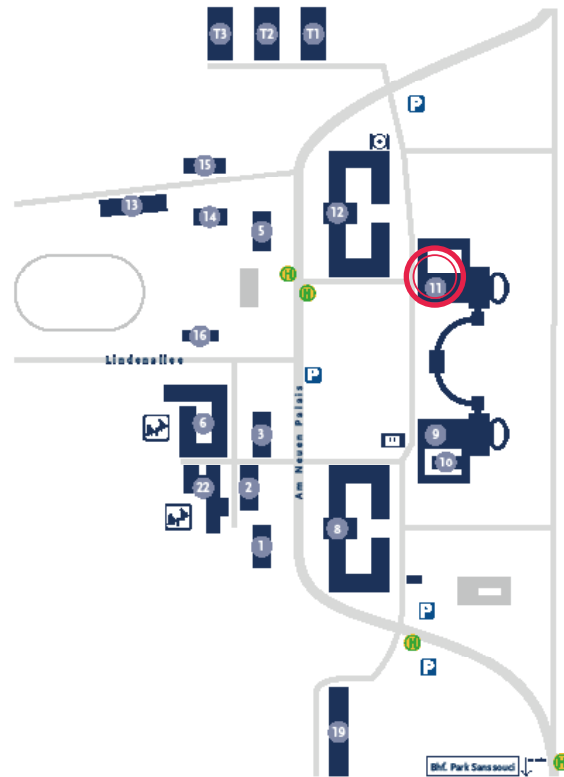 T3 T2 T1
P
15
13
14
12
5
H
H
11
16
Lindenallee
P
6
3
9
10
22
2
Am Neuen Palais
8
1
P
H
P
19
Bhf. Park Sanssouci
H